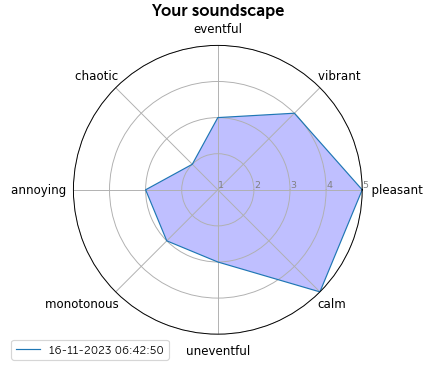 Your soundscape
eventful
chaotic
vibrant
annoying
1
2
3
4
5
pleasant
monotonous
calm
uneventful
16-11-2023 06:42:50